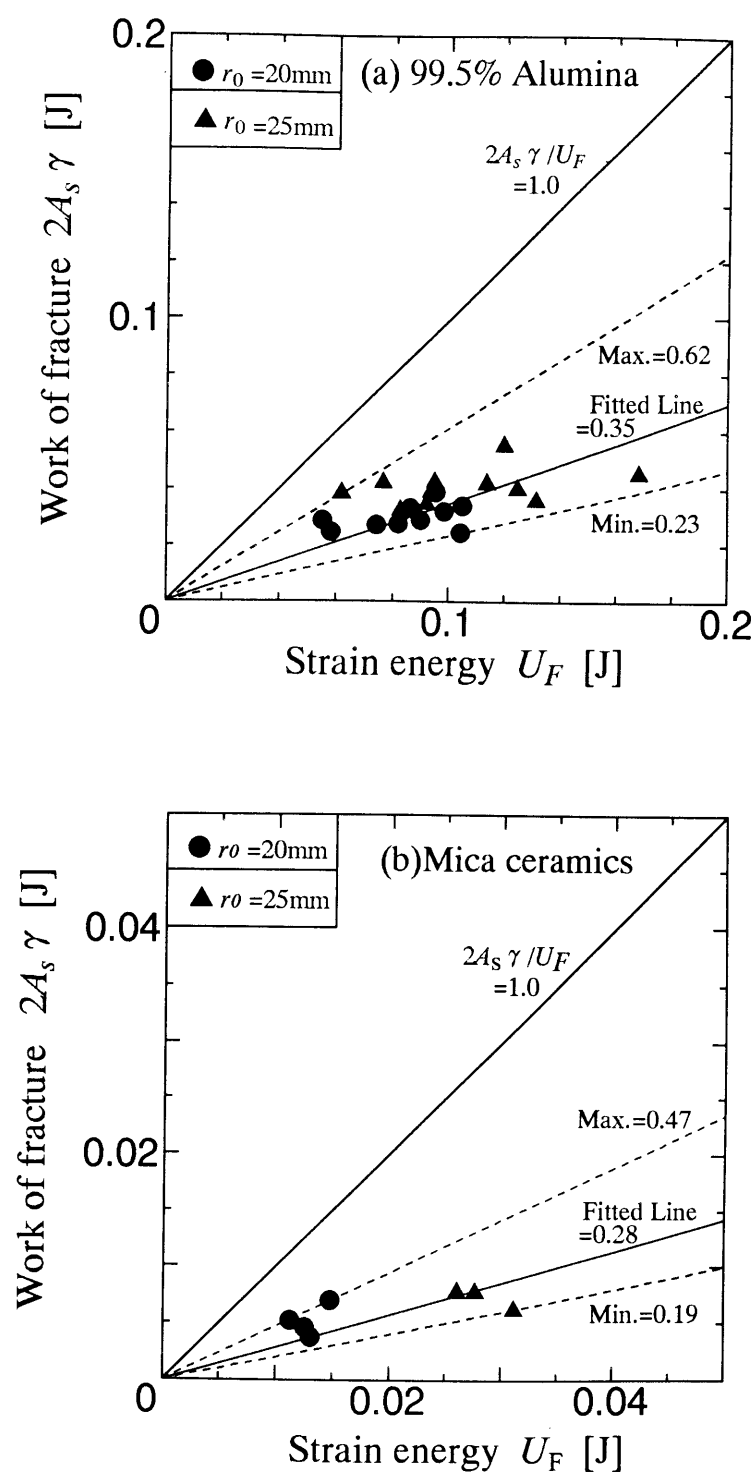 0.2
r0 =20mm
(a) 99.5% Alumina
r0 =25mm
2As γ /UF
=1.0
Work of fracture 2As γ [J]
0.1
Max.=0.62
Fitted Line
=0.35
Min.=0.23
0
0.1
0.2
Strain energy UF [J]
r0 =20mm
(b)Mica ceramics
r0 =25mm
0.04
2AS γ /UF
=1.0
Work of fracture 2As γ [J]
Max.=0.47
0.02
Fitted Line
=0.28
Min.=0.19
0
0.02
0.04
Strain energy UF [J]